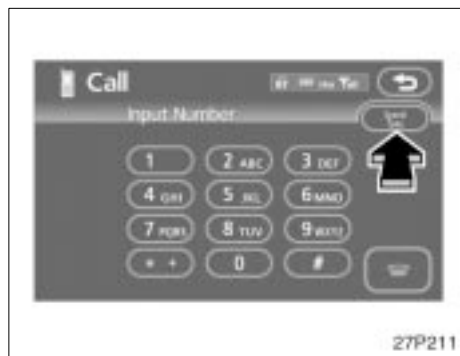 Call
Input Number
1 2 ABC 3 DEF
4 GHI 5 JKL 6 MNO
7 PQRS 8 TUV 9 WXYZ
* + 0 #
27P211